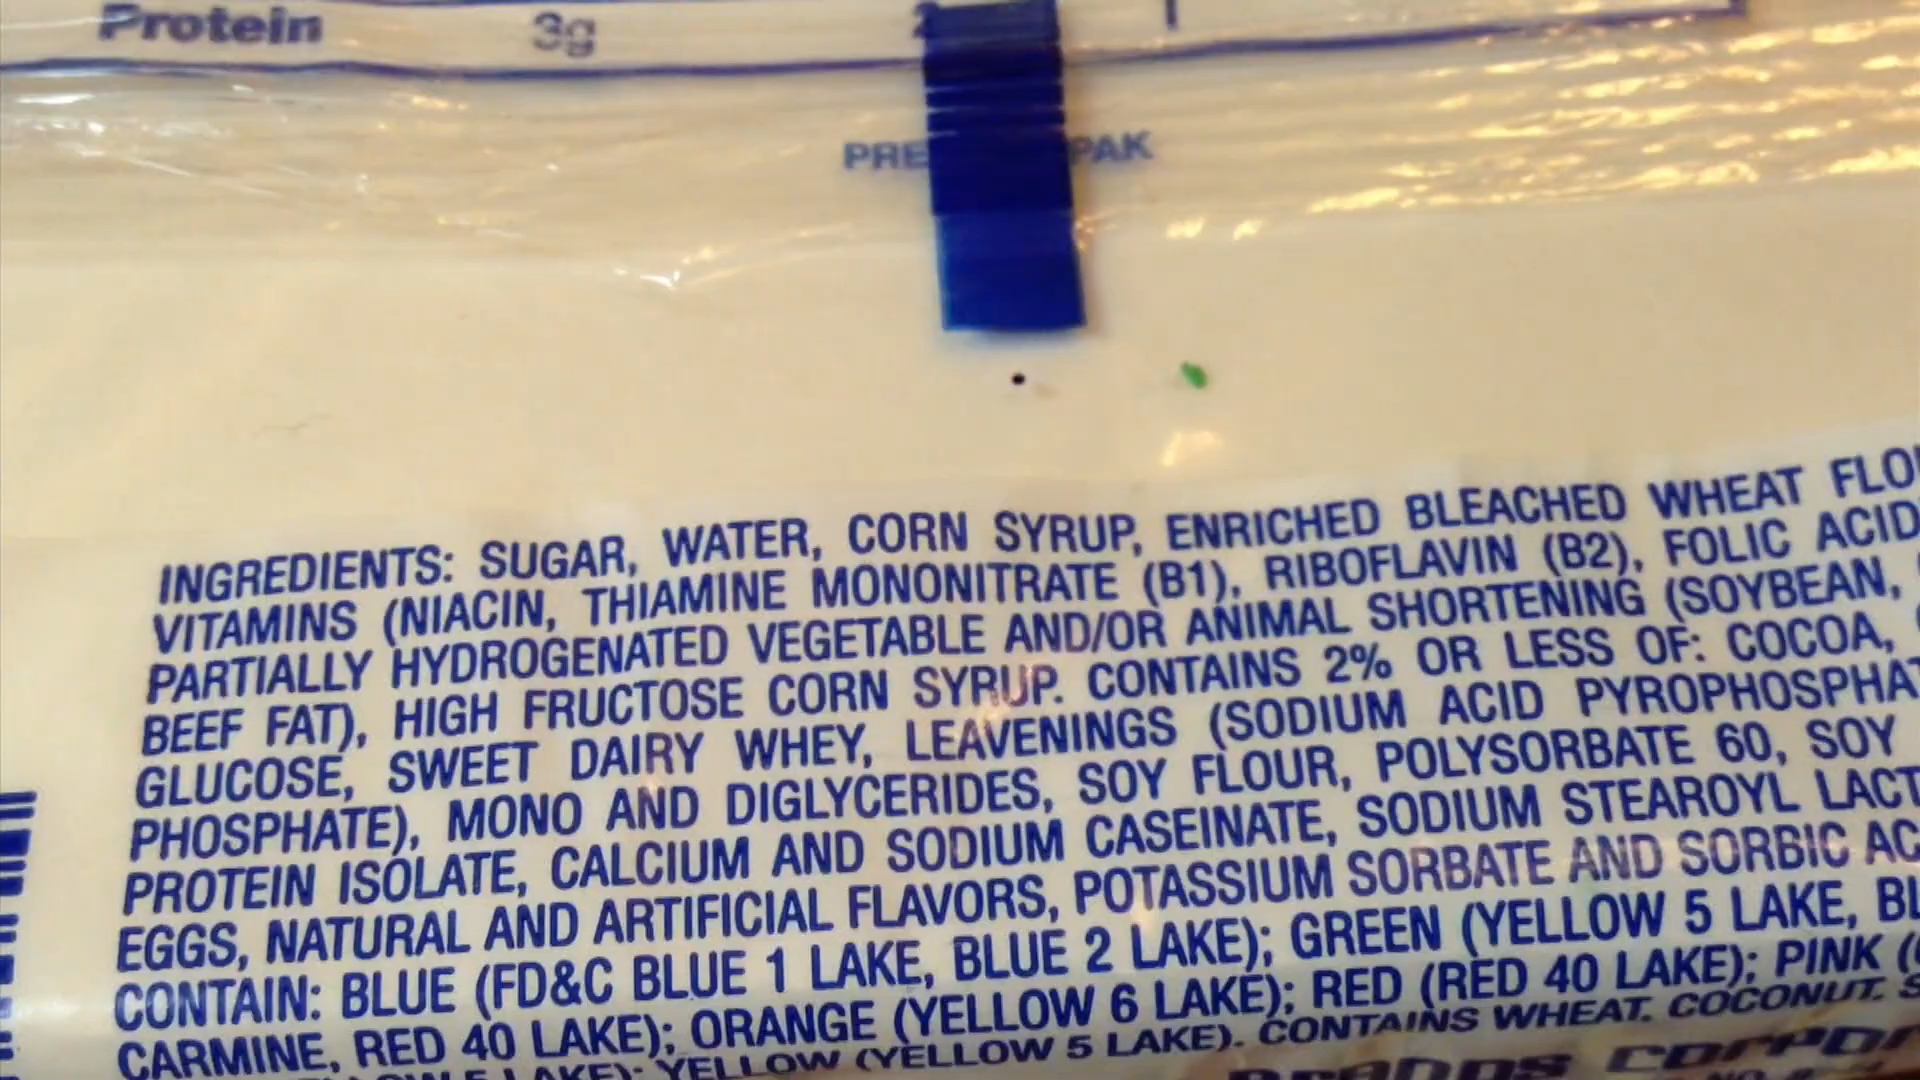 Protein 3g 2
PRE PAK
INGREDIENTS: SUGAR, WATER, CORN SYRUP, ENRICHED BLEACHED WHEAT FLO
VITAMINS (NIACIN, THIAMINE MONONITRATE (B1), RIBOFLAVIN (B2), FOLIC ACID
PARTIALLY HYDROGENATED VEGETABLE AND/OR ANIMAL SHORTENING (SOYBEAN,
BEEF FAT), HIGH FRUCTOSE CORN SYRUP. CONTAINS 2% OR LESS OF: COCOA,
GLUCOSE, SWEET DAIRY WHEY, LEAVENINGS (SODIUM ACID PYROPHOSPHAT
PHOSPHATE), MONO AND DIGLYCERIDES, SOY FLOUR, POLYSORBATE 60, SOY
PROTEIN ISOLATE, CALCIUM AND SODIUM CASEINATE, SODIUM STEAROYL LACT
EGGS, NATURAL AND ARTIFICIAL FLAVORS, POTASSIUM SORBATE AND SORBIC AC
CONTAIN: BLUE (FD&C BLUE 1 LAKE, BLUE 2 LAKE); GREEN (YELLOW 5 LAKE, BL
CARMINE, RED 40 LAKE); ORANGE (YELLOW 6 LAKE); RED (RED 40 LAKE); PINK (
LAKE); YELLOW (YELLOW 5 LAKE). CONTAINS WHEAT, COCONUT, S